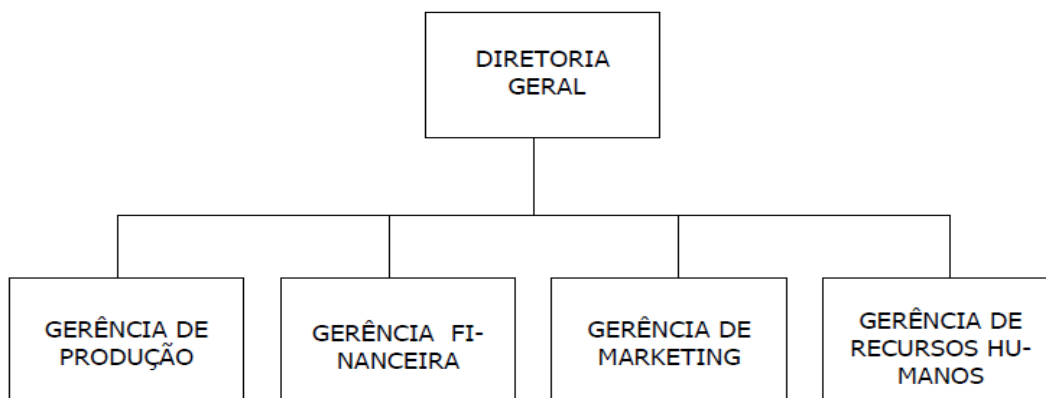 DIRETORIA
GERAL
GERÊNCIA DE
PRODUÇÃO
GERÊNCIA FI-
NANCEIRA
GERÊNCIA DE
MARKETING
GERÊNCIA DE
RECURSOS HU-
MANOS